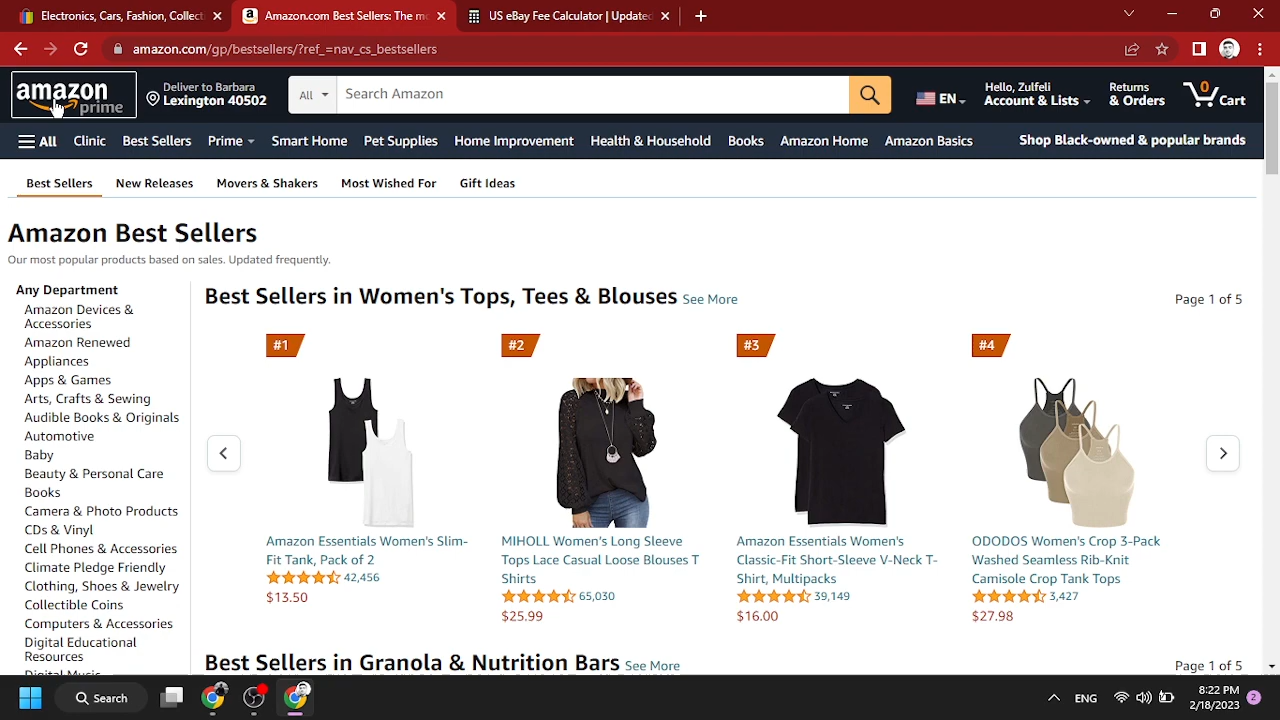 Electronics, Cars, Fashion, Collect
Amazon.com Best Sellers: The mo
US eBay Fee Calculator | Updated
amazon.com/gp/bestsellers/?ref_=nav_cs_bestsellers
amazon prime
Deliver to Barbara
Lexington 40502
All
Search Amazon
EN
Hello, Zulfeli
Account & Lists
Returns
& Orders
0
Cart
All
Clinic
Best Sellers
Prime
Smart Home
Pet Supplies
Home Improvement
Health & Household
Books
Amazon Home
Amazon Basics
Shop Black-owned & popular brands
Best Sellers
New Releases
Movers & Shakers
Most Wished For
Gift Ideas
Amazon Best Sellers
Our most popular products based on sales. Updated frequently.
Any Department
Amazon Devices &
Accessories
Amazon Renewed
Appliances
Apps & Games
Arts, Crafts & Sewing
Audible Books & Originals
Automotive
Baby
Beauty & Personal Care
Books
Camera & Photo Products
CDs & Vinyl
Cell Phones & Accessories
Climate Pledge Friendly
Clothing, Shoes & Jewelry
Collectible Coins
Computers & Accessories
Digital Educational
Resources
Digital Music
Best Sellers in Women's Tops, Tees & Blouses See More
Page 1 of 5
#1
Amazon Essentials Women's Slim-
Fit Tank, Pack of 2
42,456
$13.50
#2
MIHOLL Women's Long Sleeve
Tops Lace Casual Loose Blouses T
Shirts
65,030
$25.99
#3
Amazon Essentials Women's
Classic-Fit Short-Sleeve V-Neck T-
Shirt, Multipacks
39,149
$16.00
#4
ODODOS Women's Crop 3-Pack
Washed Seamless Rib-Knit
Camisole Crop Tank Tops
3,427
$27.98
Best Sellers in Granola & Nutrition Bars See More
Page 1 of 5
Search
ENG
8:22 PM
2/18/2023
2